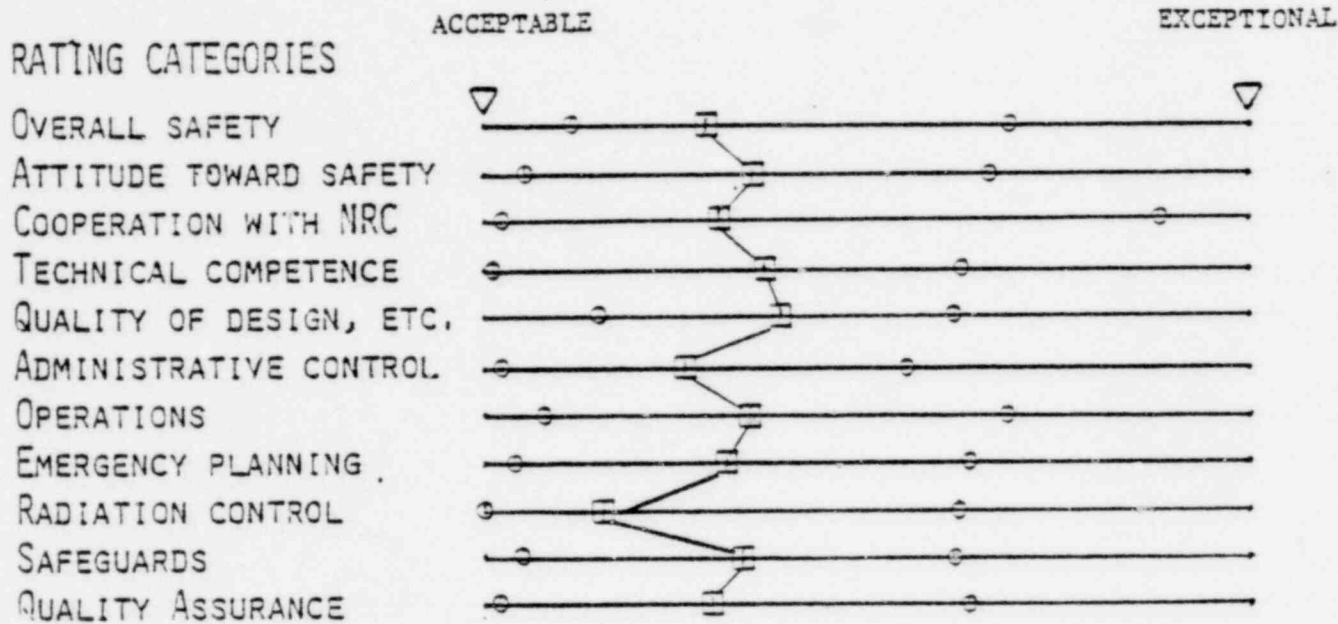 ACCEPTABLE EXCEPTIONAL
RATING CATEGORIES
OVERALL SAFETY
ATTITUDE TOWARD SAFETY
COOPERATION WITH NRC
TECHNICAL COMPETENCE
QUALITY OF DESIGN, ETC.
ADMINISTRATIVE CONTROL
OPERATIONS
EMERGENCY PLANNING
RADIATION CONTROL
SAFEGUARDS
QUALITY ASSURANCE